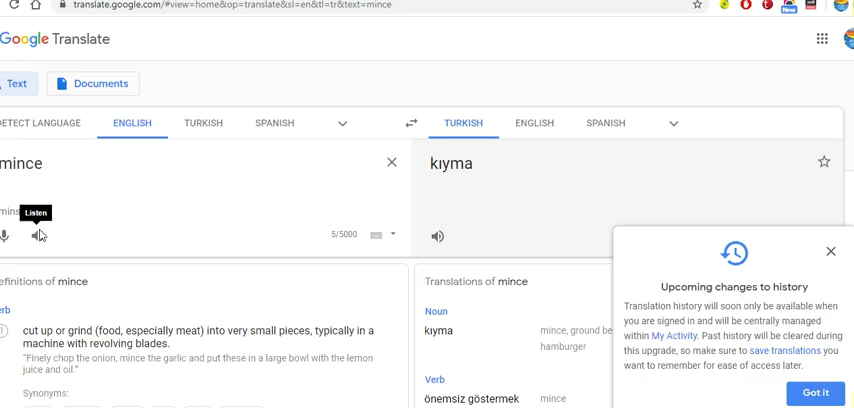 translate.google.com/#view=home&op=translate&sl=en&tl=tr&text=mince
New
Google Translate
Text
Documents
DETECT LANGUAGE ENGLISH TURKISH SPANISH
TURKISH ENGLISH SPANISH
mince
kıyma
mins
Listen
5/5000
Definitions of mince
Translations of mince
verb
1
cut up or grind (food, especially meat) into very small pieces, typically in a
machine with revolving blades.
"Finely chop the onion, mince the garlic and put these in a large bowl with the lemon
juice and oil."
Synonyms:
Noun
kıyma mince, ground be
hamburger
Verb
önemsiz göstermek mince
Upcoming changes to history
Translation history will soon only be available when
you are signed in and will be centrally managed
within My Activity. Past history will be cleared during
this upgrade, so make sure to save translations you
want to remember for ease of access later.
Got it